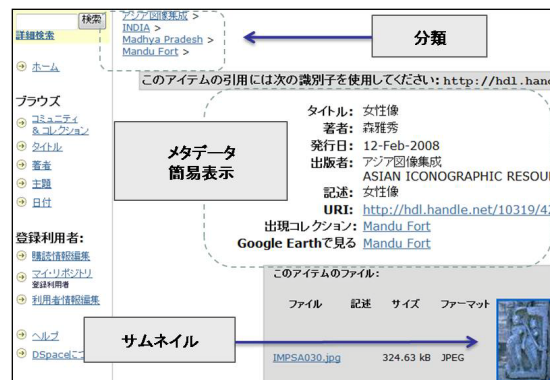 検索
詳細検索
アジア図像集成 >
INDIA >
Madhya Pradesh >
Mandu Fort >
分類
ホーム
このアイテムの引用には次の識別子を使用してください: http://hdl.han
ブラウズ
コミュニティ
& コレクション
タイトル
著者
主題
日付
メタデータ
簡易表示
タイトル: 女性像
著者: 森雅秀
発行日: 12-Feb-2008
出版者: アジア図像集成
ASIAN ICONOGRAPHIC RESOU
記述: 女性像
URI: http://hdl.handle.net/10319/42
出現コレクション: Mandu Fort
Google Earthで見る Mandu Fort
登録利用者:
購読情報編集
マイ・リポジトリ
登録利用者
利用者情報編集
ヘルプ
DSpaceに
このアイテムのファイル:
ファイル 記述 サイズ フォーマット
サムネイル
IMPSA030.jpg 324.63 kB JPEG